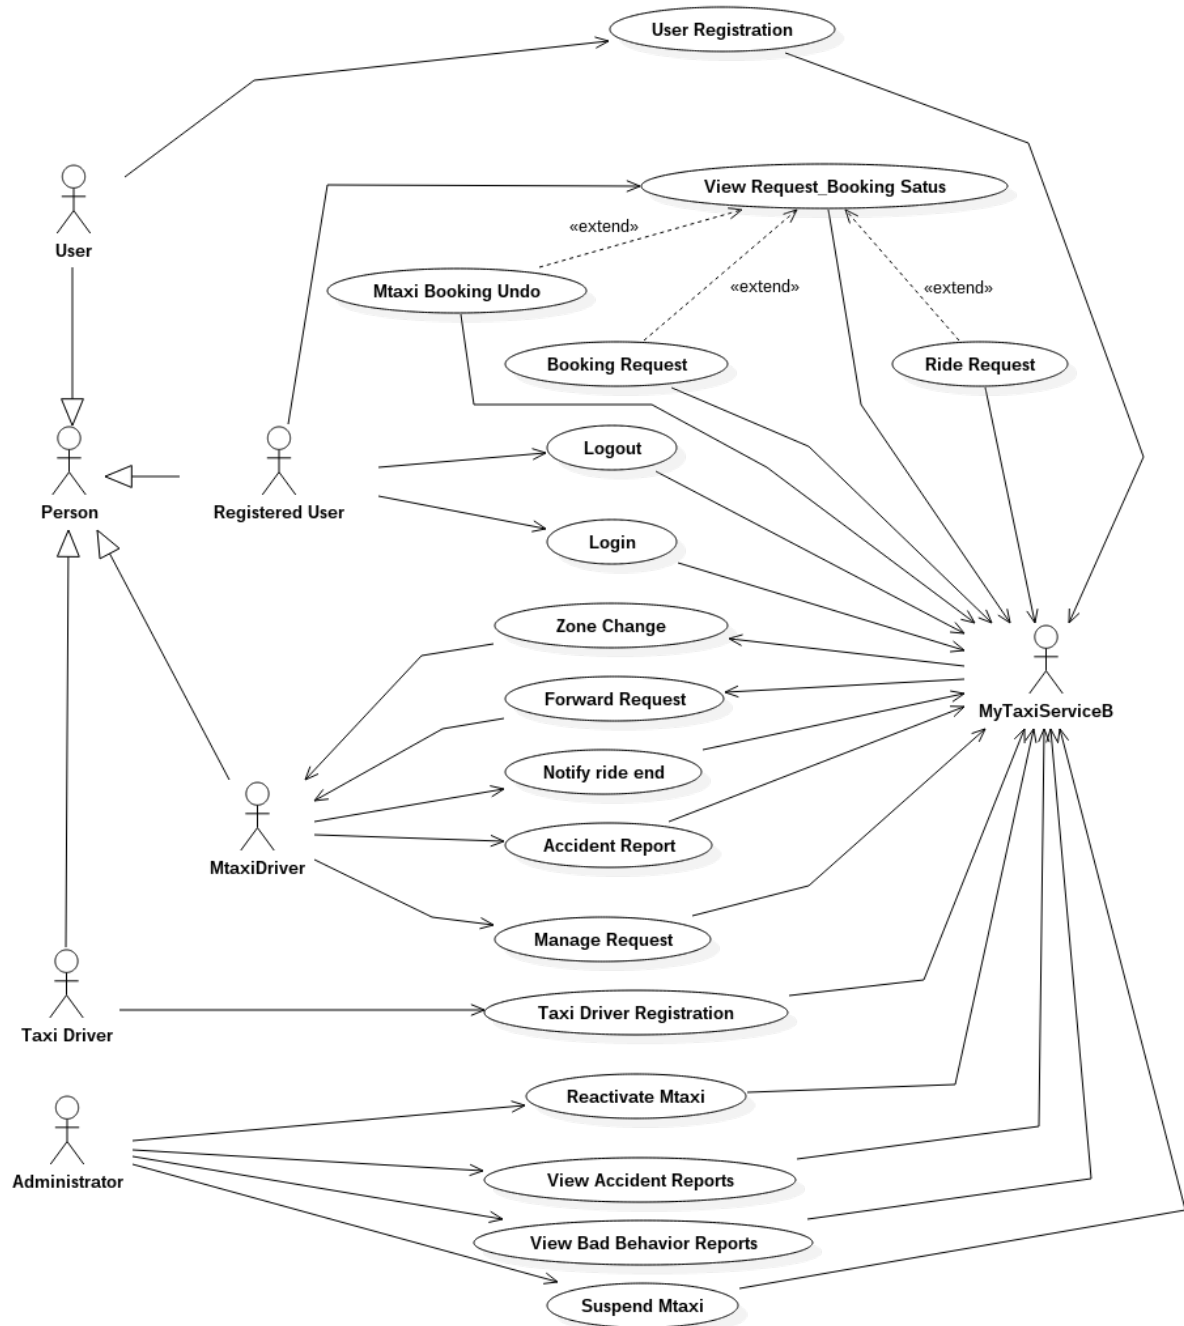 User Registration
View Request_Booking Satus
«extend»
User
Mtaxi Booking Undo
«extend»
«extend»
Booking Request
Ride Request
Logout
Person
Registered User
Login
Zone Change
Forward Request
MyTaxiServiceB
Notify ride end
Accident Report
MtaxiDriver
Manage Request
Taxi Driver Registration
Taxi Driver
Reactivate Mtaxi
View Accident Reports
Administrator
View Bad Behavior Reports
Suspend Mtaxi